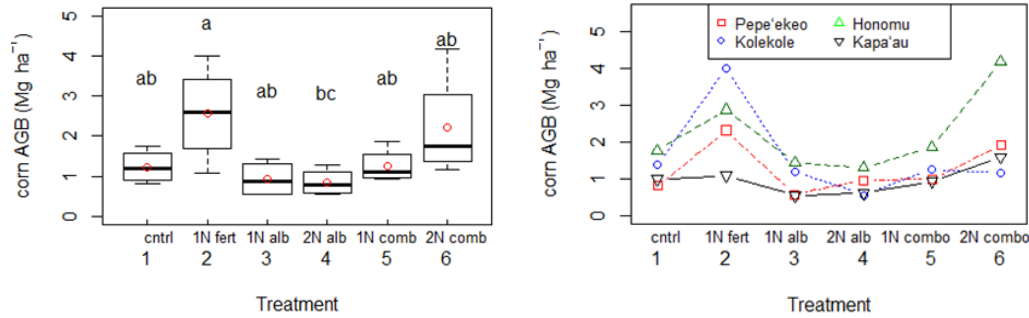 corn AGB (Mg ha⁻¹)
5
4
3
2
1
0
ab
a
ab
bc
ab
ab
cntrl 1N fert 1N alb 2N alb 1N comb 2N comb
1 2 3 4 5 6
Treatment
corn AGB (Mg ha⁻¹)
5
4
3
2
1
0
Pepe'ekeo Honomu
Kolekole Kapa'au
cntrl 1N fert 1N alb 2N alb 1N combo 2N combo
1 2 3 4 5 6
Treatment